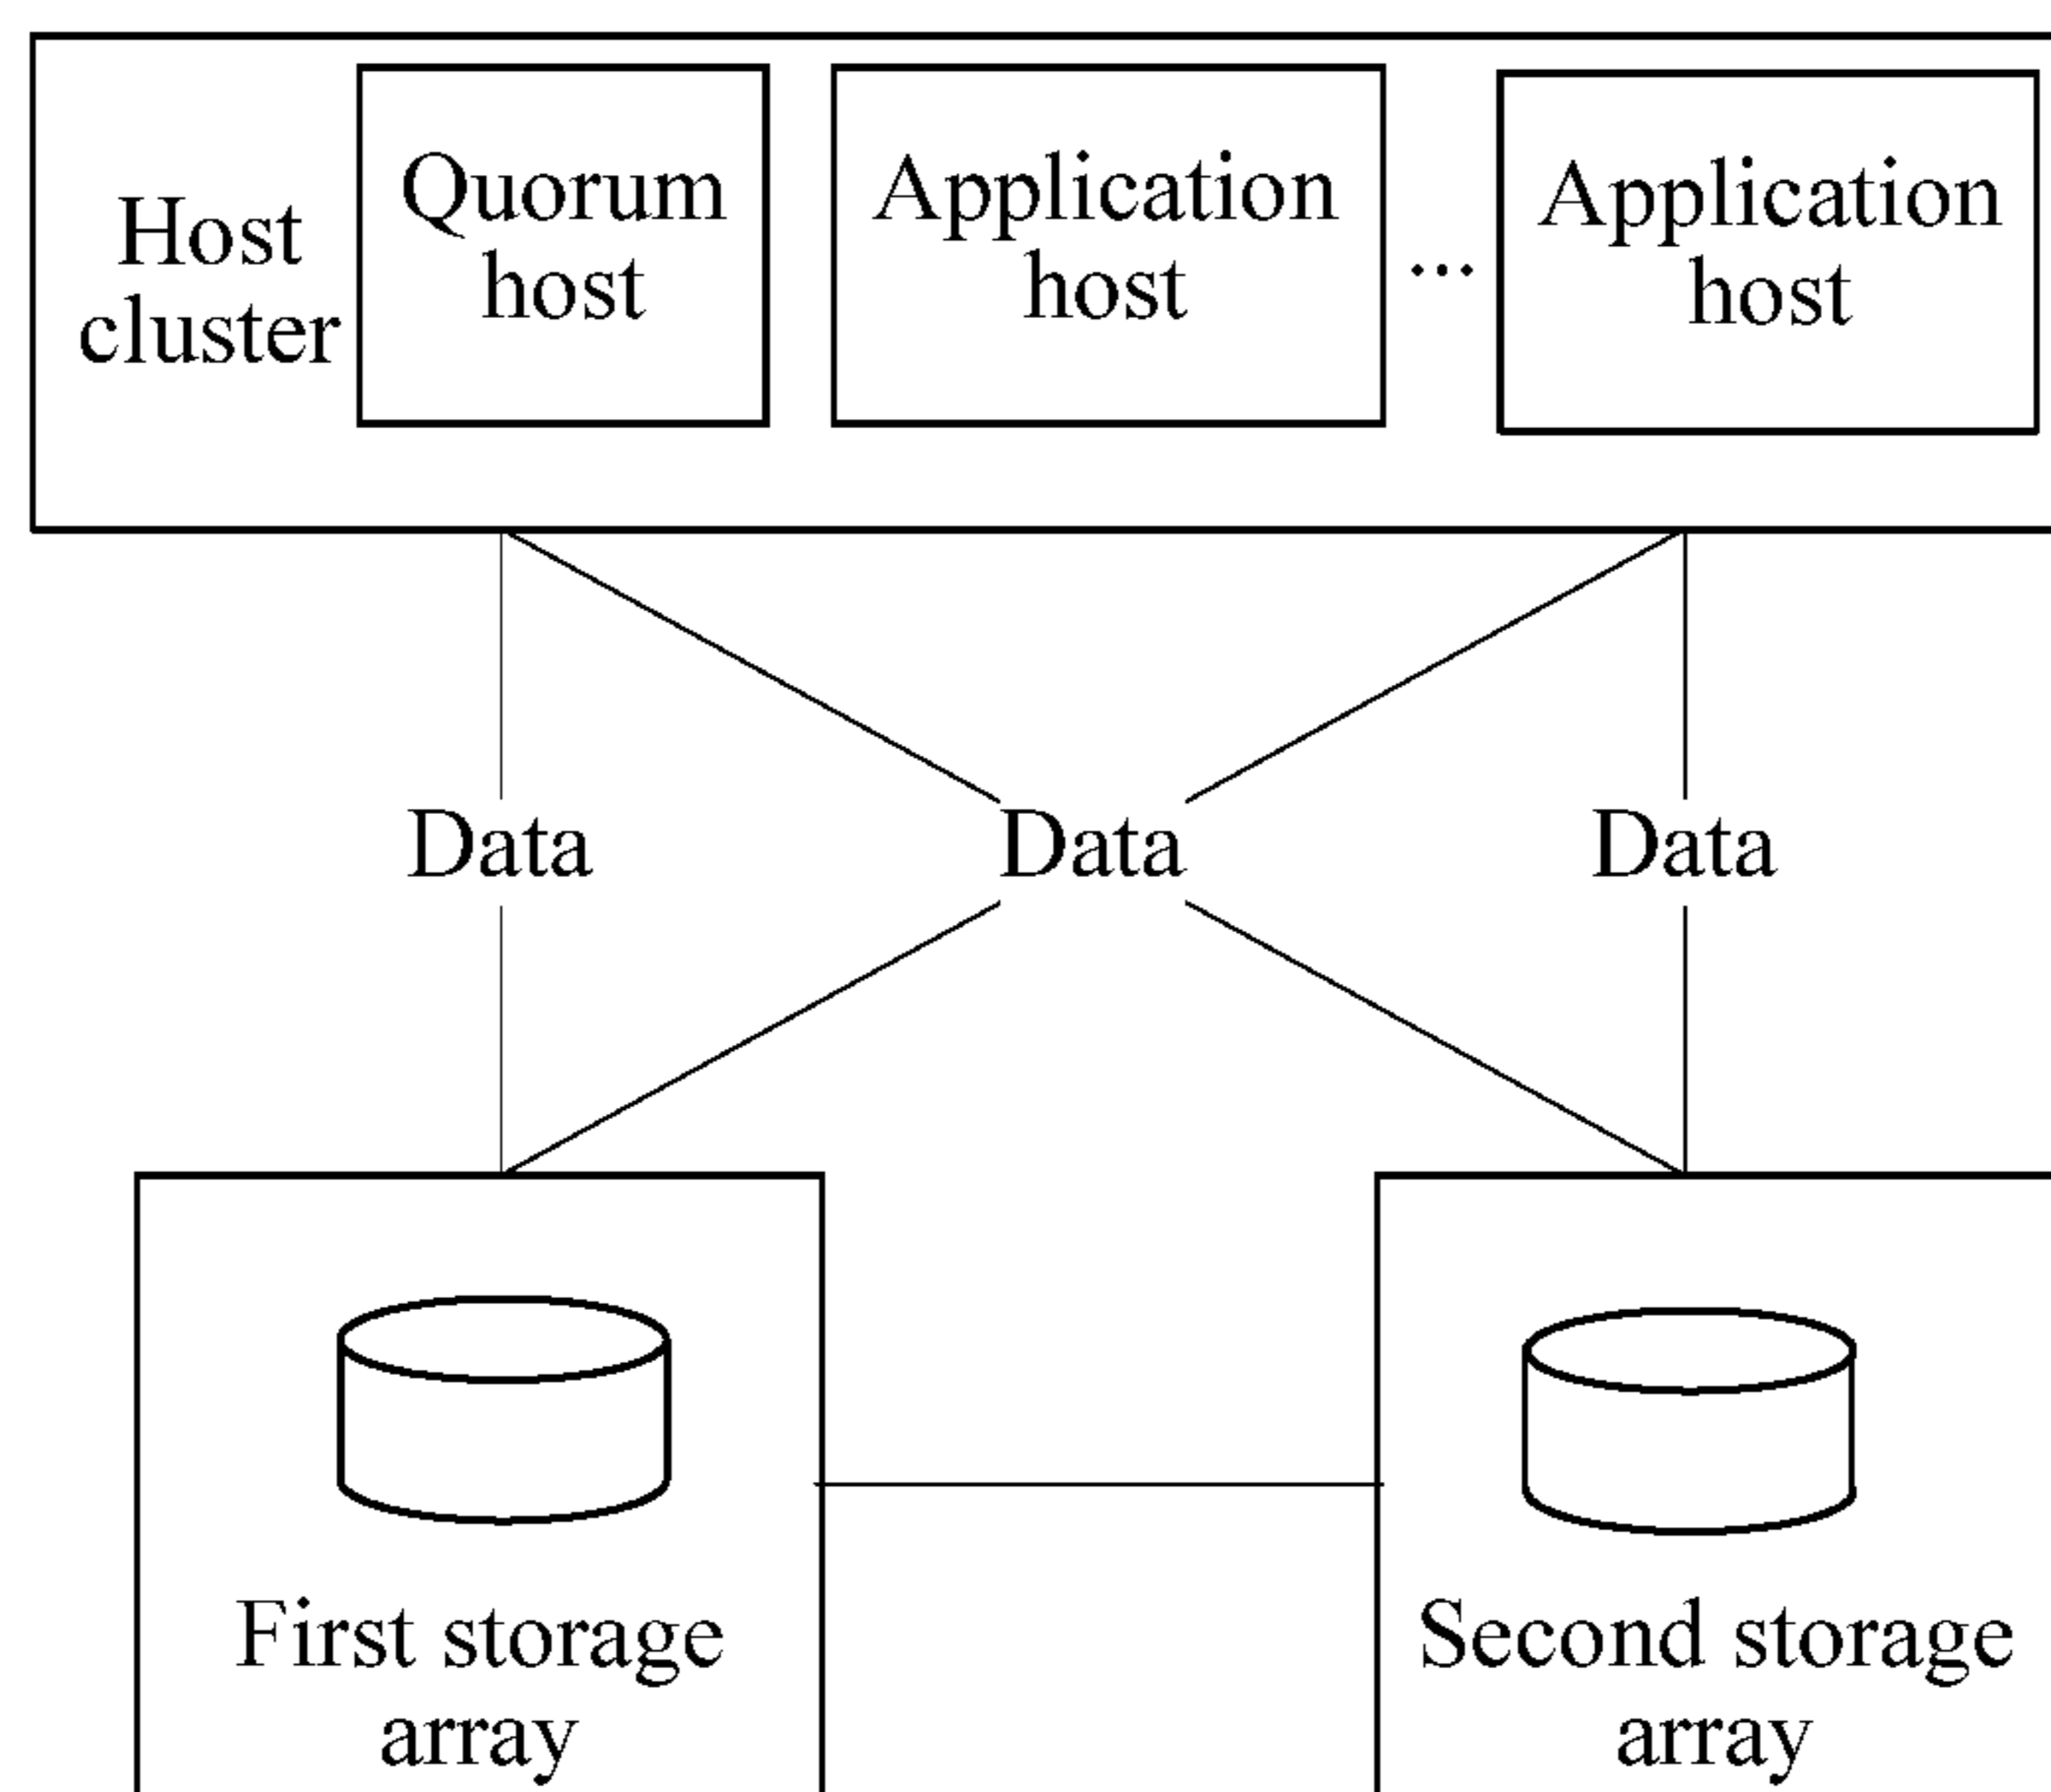 Host
cluster
Quorum
host
Application
host
...
Application
host
Data
Data
Data
First storage
array
Second storage
array